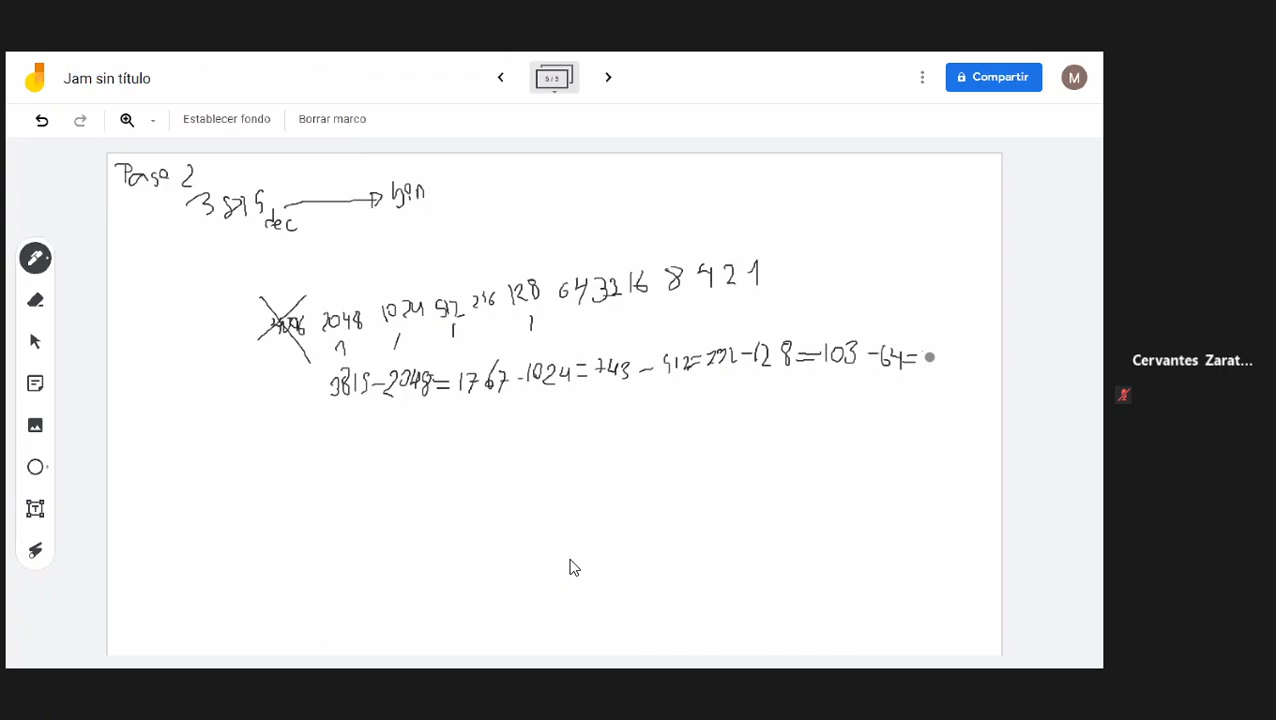 Jam sin título
5 / 5
Compartir
M
Establecer fondo
Borrar marco
Paso 2
3815 dec → bin
4096 2048 1024 512 256 128 64 32 16 8 4 2 1
1 1 1 1
3815-2048=1767-1024=743-512=231-128=103-64=
Cervantes Zarat...